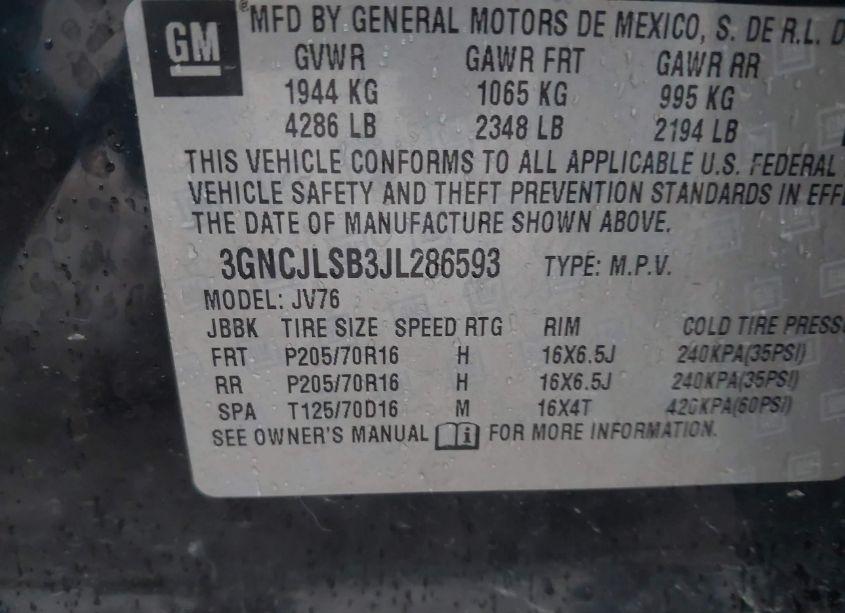 GM
®MFD BY GENERAL MOTORS DE MEXICO, S. DE R.L. D
GVWR GAWR FRT GAWR RR
1944 KG 1065 KG 995 KG
4286 LB 2348 LB 2194 LB
THIS VEHICLE CONFORMS TO ALL APPLICABLE U.S. FEDERAL
VEHICLE SAFETY AND THEFT PREVENTION STANDARDS IN EFFE
THE DATE OF MANUFACTURE SHOWN ABOVE.
3GNCJLSB3JL286593 TYPE: M.P.V.
MODEL: JV76
JBBK TIRE SIZE SPEED RTG RIM COLD TIRE PRESSU
FRT P205/70R16 H 16X6.5J 240KPA(35PSI)
RR P205/70R16 H 16X6.5J 240KPA(35PSI)
SPA T125/70D16 M 16X4T 420KPA(60PSI)
SEE OWNER'S MANUAL i FOR MORE INFORMATION.